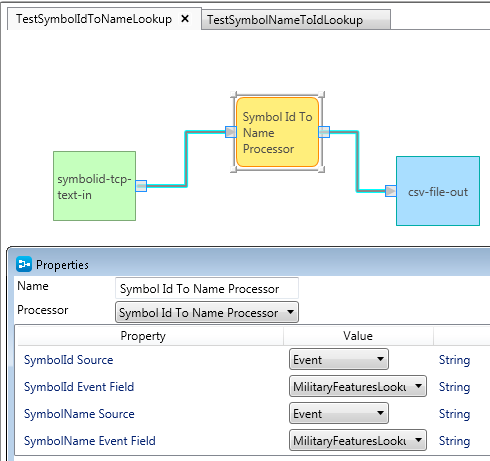 TestSymbolIdToNameLookup × TestSymbolNameToIdLookup
Symbol Id To
Name
Processor
symbolid-tcp-
text-in
csv-file-out
Properties
Name Symbol Id To Name Processor
Processor Symbol Id To Name Processor
Property Value
SymbolId Source Event String
SymbolId Event Field MilitaryFeaturesLooku String
SymbolName Source Event String
SymbolName Event Field MilitaryFeaturesLooku String